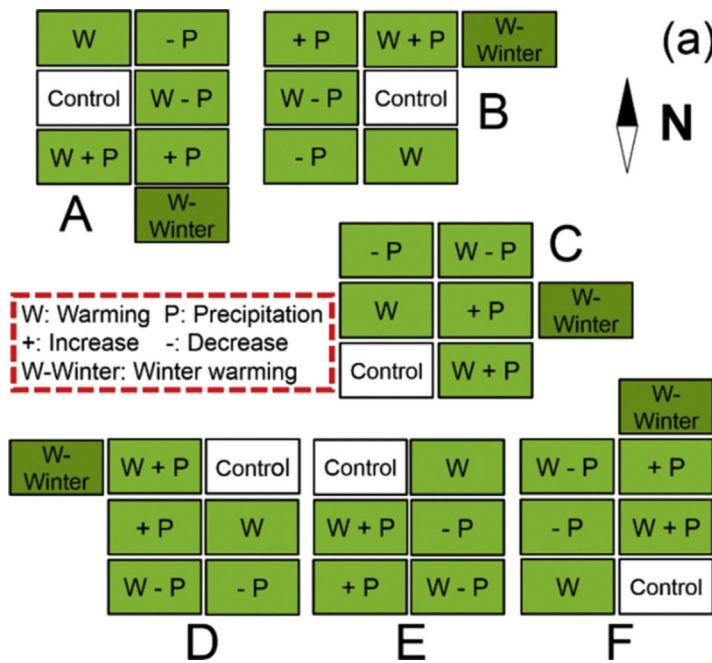 W - P + P W + P W-
Winter (a)
Control W - P W - P Control B N
W + P + P - P W
A W-
Winter
- P W - P C
W: Warming P: Precipitation W + P W-
Winter
+: Increase -: Decrease
W-Winter: Winter warming Control W + P
W-
Winter
W-
Winter W + P Control Control W W - P + P
+ P W W + P - P - P W + P
W - P - P + P W - P W Control
D E F